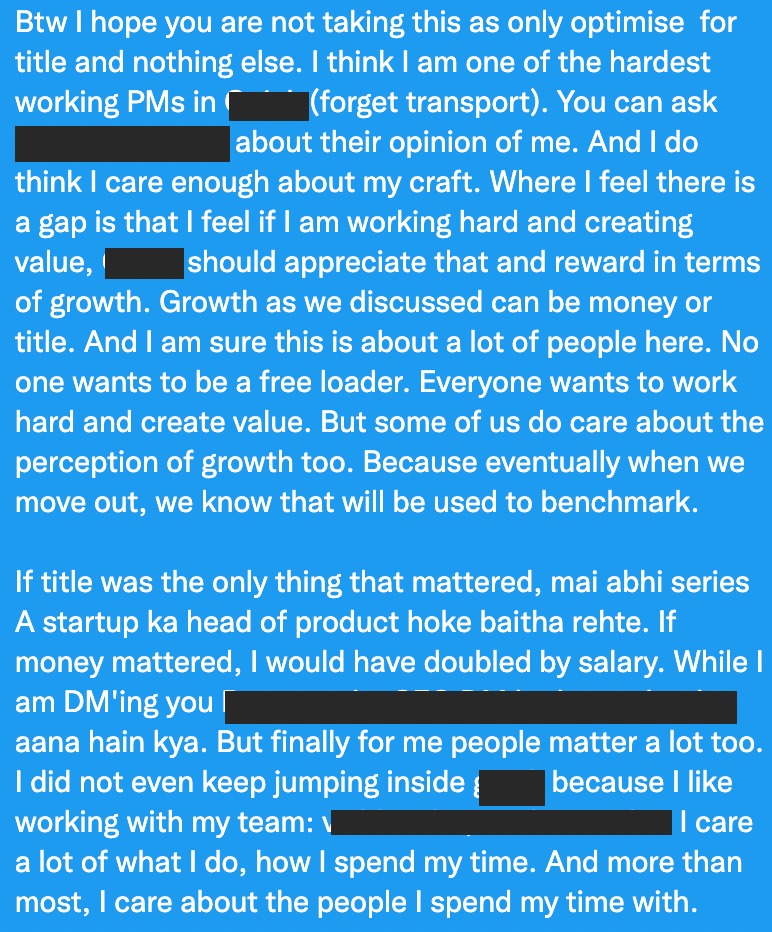 Btw I hope you are not taking this as only optimise for
title and nothing else. I think I am one of the hardest
working PMs in (forget transport). You can ask
about their opinion of me. And I do
think I care enough about my craft. Where I feel there is
a gap is that I feel if I am working hard and creating
value, should appreciate that and reward in terms
of growth. Growth as we discussed can be money or
title. And I am sure this is about a lot of people here. No
one wants to be a free loader. Everyone wants to work
hard and create value. But some of us do care about the
perception of growth too. Because eventually when we
move out, we know that will be used to benchmark.
If title was the only thing that mattered, mai abhi series
A startup ka head of product hoke baitha rehte. If
money mattered, I would have doubled by salary. While I
am DM'ing you
aana hain kya. But finally for me people matter a lot too.
I did not even keep jumping inside because I like
working with my team: I care
a lot of what I do, how I spend my time. And more than
most, I care about the people I spend my time with.